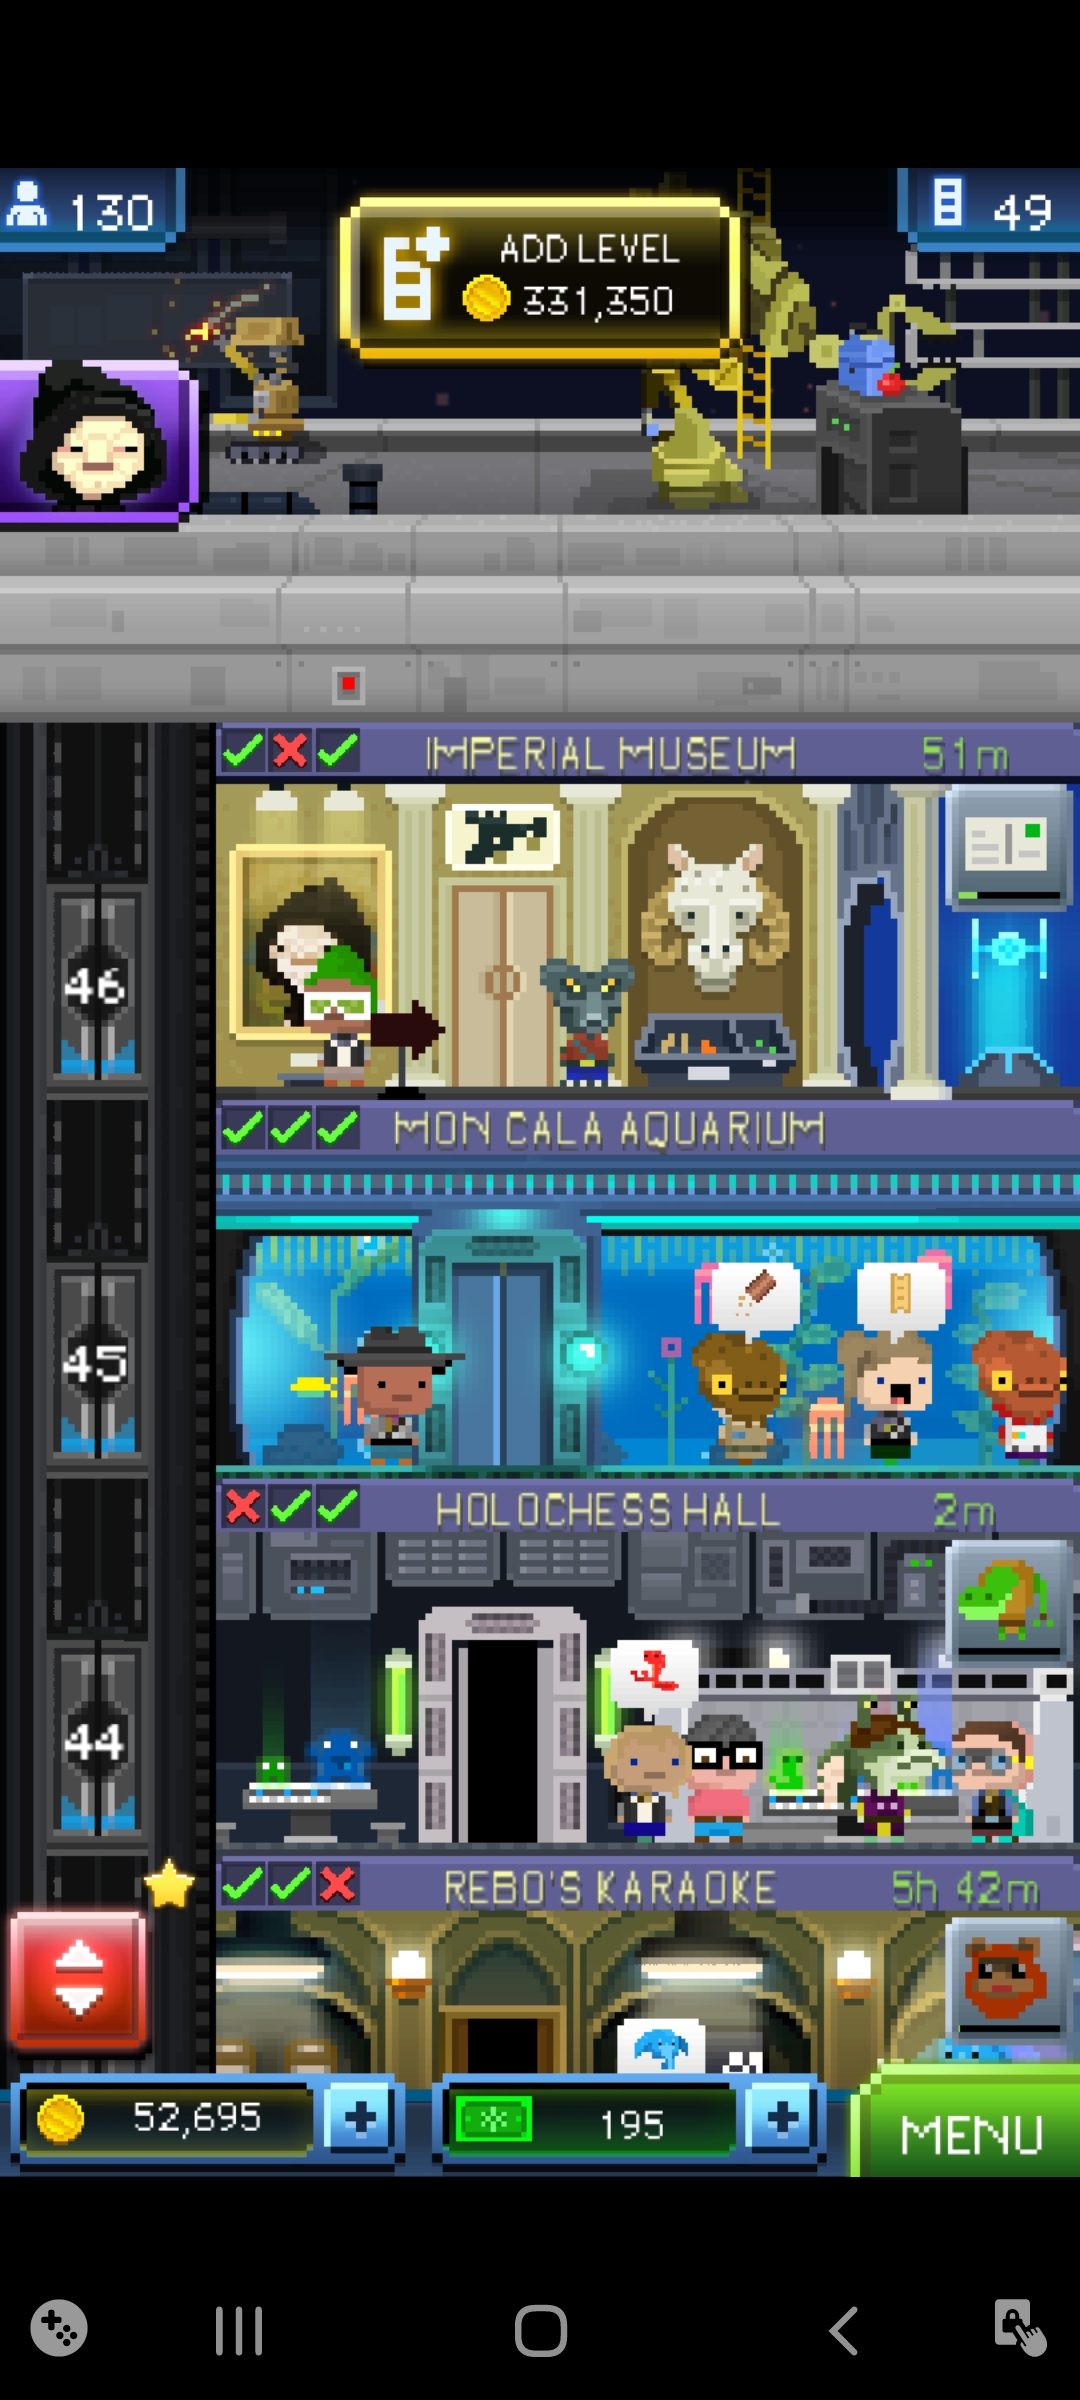 130
ADD LEVEL
331,350
49
IMPERIAL MUSEUM 51m
46
MON CALA AQUARIUM
45
HOLOCHESS HALL 2m
44
REBO'S KARAOKE 5h 42m
52,695
195
MENU